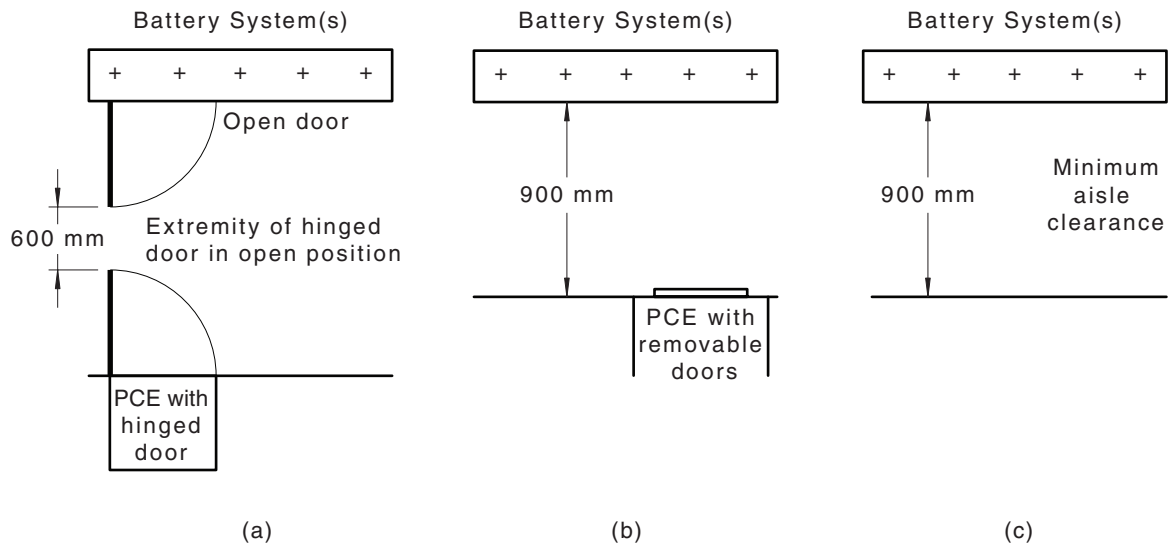 Battery System(s)
+ + + + +
Open door
600 mm
Extremity of hinged
door in open position
PCE with
hinged
door
(a)
Battery System(s)
+ + + + +
900 mm
PCE with
removable
doors
(b)
Battery System(s)
+ + + + +
900 mm
Minimum
aisle
clearance
(c)